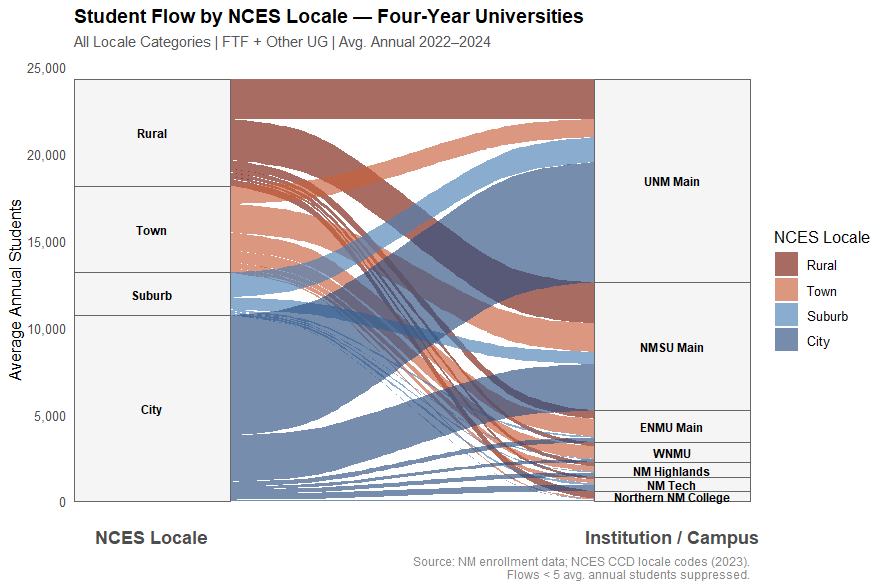 Student Flow by NCES Locale — Four-Year Universities
All Locale Categories | FTF + Other UG | Avg. Annual 2022–2024
25,000
20,000
15,000
10,000
5,000
0
Average Annual Students
Rural
Town
Suburb
City
UNM Main
NMSU Main
ENMU Main
WNMU
NM Highlands
NM Tech
Northern NM College
NCES Locale
Rural
Town
Suburb
City
NCES Locale
Institution / Campus
Source: NM enrollment data; NCES CCD locale codes (2023).
Flows < 5 avg. annual students suppressed.